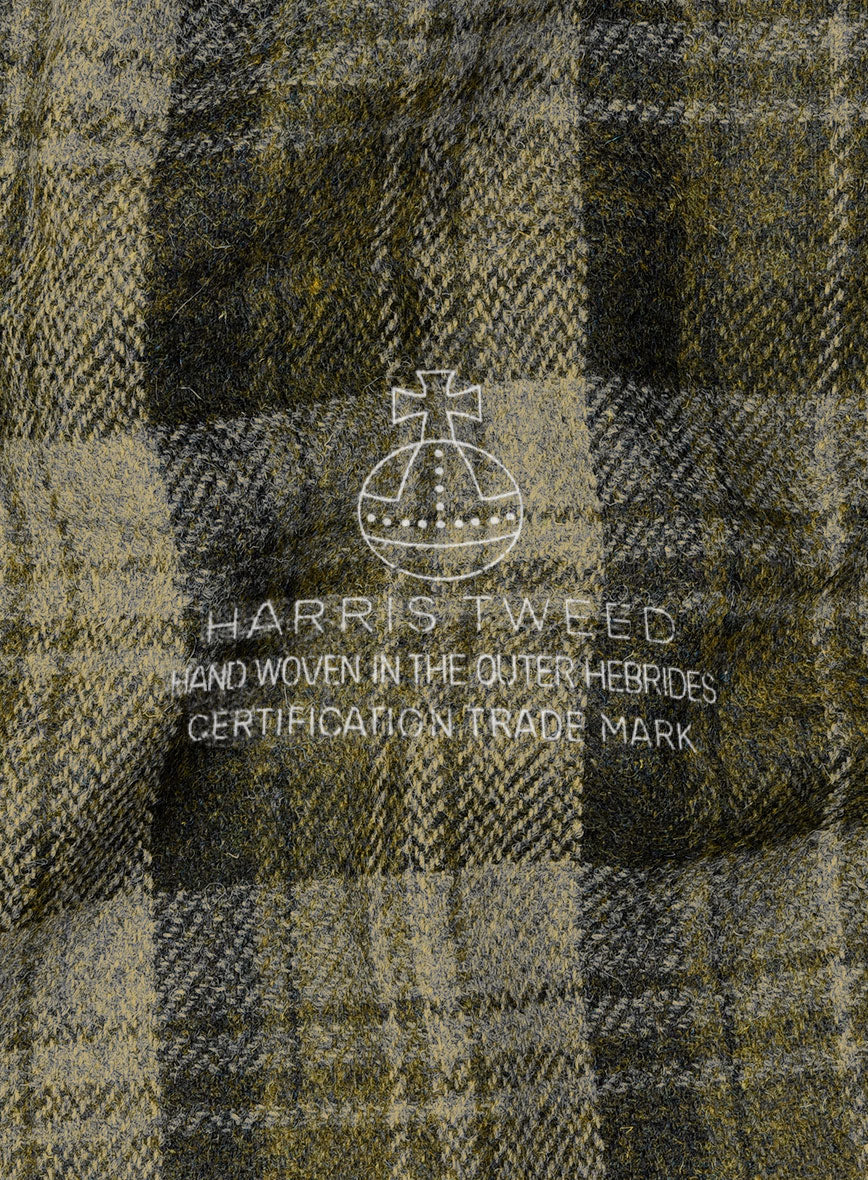 HARRIS TWEED
HAND WOVEN IN THE OUTER HEBRIDES
CERTIFICATION TRADE MARK